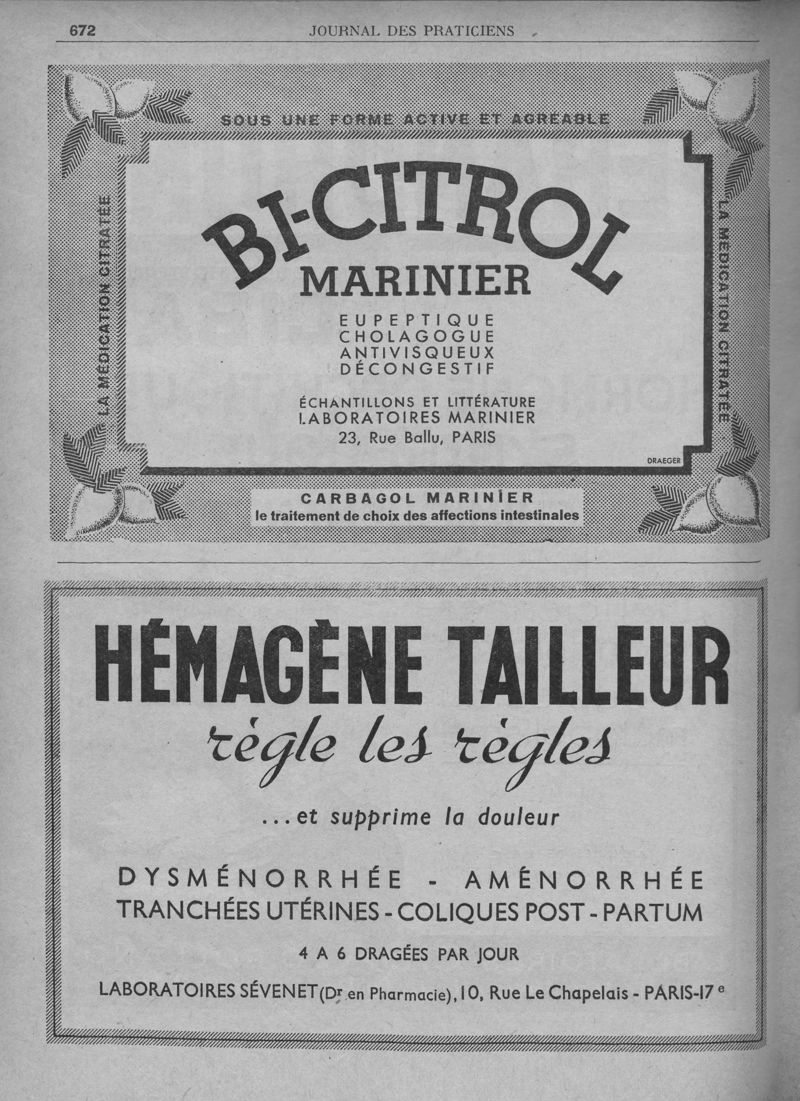 672
JOURNAL DES PRATICIENS
SOUS UNE FORME ACTIVE ET AGRÉABLE
LA MÉDICATION CITRATÉE
LA MÉDICATION CITRATÉE
BI-CITROL
MARINIER
EUPEPTIQUE
CHOLAGOGUE
ANTIVISQUEUX
DÉCONGESTIF
ÉCHANTILLONS ET LITTÉRATURE
LABORATOIRES MARINIER
23, Rue Ballu, PARIS
DRAEGER
CARBAGOL MARINIER
le traitement de choix des affections intestinales
HÉMAGÈNE TAILLEUR
règle les règles
...et supprime la douleur
DYSMÉNORRHÉE - AMÉNORRHÉE
TRANCHÉES UTÉRINES - COLIQUES POST-PARTUM
4 A 6 DRAGÉES PAR JOUR
LABORATOIRES SÉVENET (Dr en Pharmacie), 10, Rue Le Chapelais - PARIS-17e